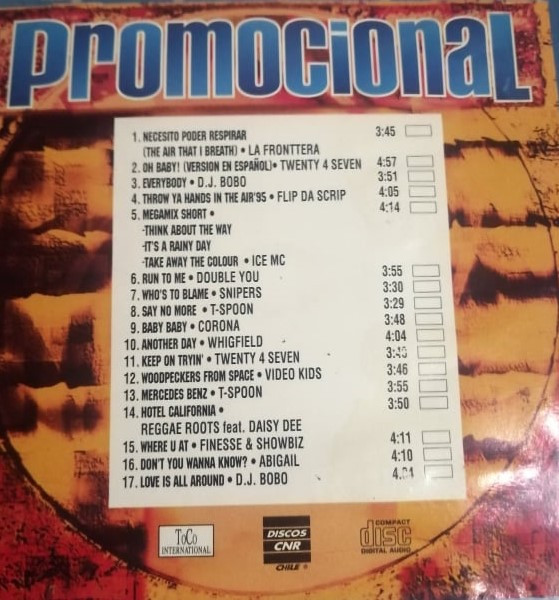 Promocional
1. NECESITO PODER RESPIRAR 3:45
(THE AIR THAT I BREATH) • LA FRONTTERA
2. OH BABY! (VERSION EN ESPAÑOL) • TWENTY 4 SEVEN 4:57
3. EVERYBODY • D.J. BOBO 3:51
4. THROW YA HANDS IN THE AIR'95 • FLIP DA SCRIP 4:05
5. MEGAMIX SHORT • 4:14
-THINK ABOUT THE WAY
-IT'S A RAINY DAY
-TAKE AWAY THE COLOUR • ICE MC
6. RUN TO ME • DOUBLE YOU 3:55
7. WHO'S TO BLAME • SNIPERS 3:30
8. SAY NO MORE • T-SPOON 3:29
9. BABY BABY • CORONA 3:48
10. ANOTHER DAY • WHIGFIELD 4:04
11. KEEP ON TRYIN' • TWENTY 4 SEVEN
12. WOODPECKERS FROM SPACE • VIDEO KIDS 3:46
13. MERCEDES BENZ • T-SPOON 3:55
14. HOTEL CALIFORNIA • 3:50
REGGAE ROOTS feat. DAISY DEE
15. WHERE U AT • FINESSE & SHOWBIZ 4:11
16. DON'T YOU WANNA KNOW? • ABIGAIL 4:10
17. LOVE IS ALL AROUND • D.J. BOBO
ToCo
INTERNATIONAL
DISCOS
CNR
CHILE ®
COMPACT
disc
DIGITAL AUDIO